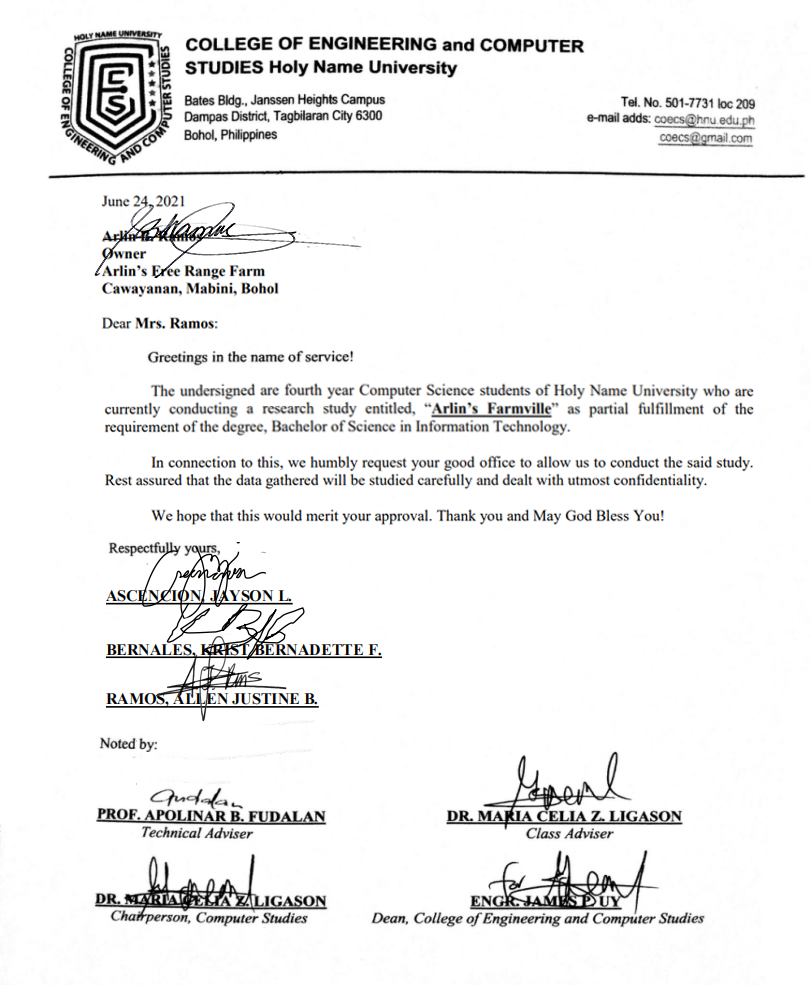 HOLY NAME UNIVERSITY
COLLEGE OF ENGINEERING AND COMPUTER STUDIES
COLLEGE OF ENGINEERING and COMPUTER
STUDIES Holy Name University
Bates Bldg., Janssen Heights Campus
Dampas District, Tagbilaran City 6300
Bohol, Philippines
Tel. No. 501-7731 loc 209
e-mail adds: coecs@hnu.edu.ph
coecs@gmail.com
June 24, 2021
Arlin Ramos
Owner
Arlin's Free Range Farm
Cawayanan, Mabini, Bohol
Dear Mrs. Ramos:
Greetings in the name of service!
The undersigned are fourth year Computer Science students of Holy Name University who are
currently conducting a research study entitled, “Arlin's Farmville” as partial fulfillment of the
requirement of the degree, Bachelor of Science in Information Technology.
In connection to this, we humbly request your good office to allow us to conduct the said study.
Rest assured that the data gathered will be studied carefully and dealt with utmost confidentiality.
We hope that this would merit your approval. Thank you and May God Bless You!
Respectfully yours,
ASCENCION, JAYSON L.
BERNALES, KRIST BERNADETTE F.
RAMOS, ALLEN JUSTINE B.
Noted by:
PROF. APOLINAR B. FUDALAN
Technical Adviser
DR. MARIA CELIA Z. LIGASON
Class Adviser
DR. MARIA CELIA Z. LIGASON
Chairperson, Computer Studies
for
ENGR. JAMES P. UY
Dean, College of Engineering and Computer Studies